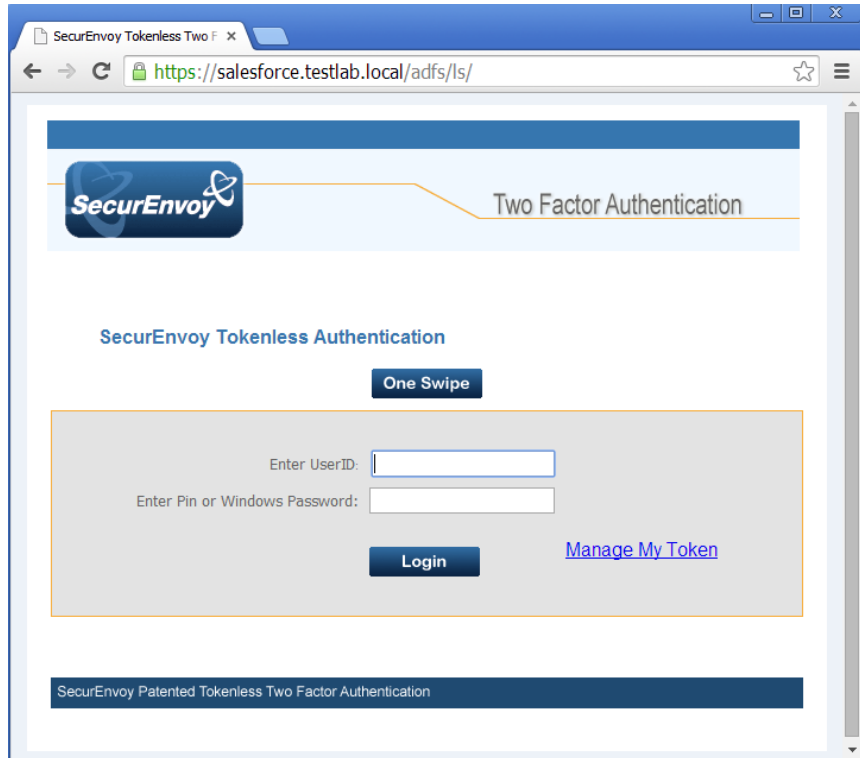 SecurEnvoy Tokenless Two F
https://salesforce.testlab.local/adfs/ls/
SecurEnvoy
Two Factor Authentication
SecurEnvoy Tokenless Authentication
One Swipe
Enter UserID:
Enter Pin or Windows Password:
Login
Manage My Token
SecurEnvoy Patented Tokenless Two Factor Authentication